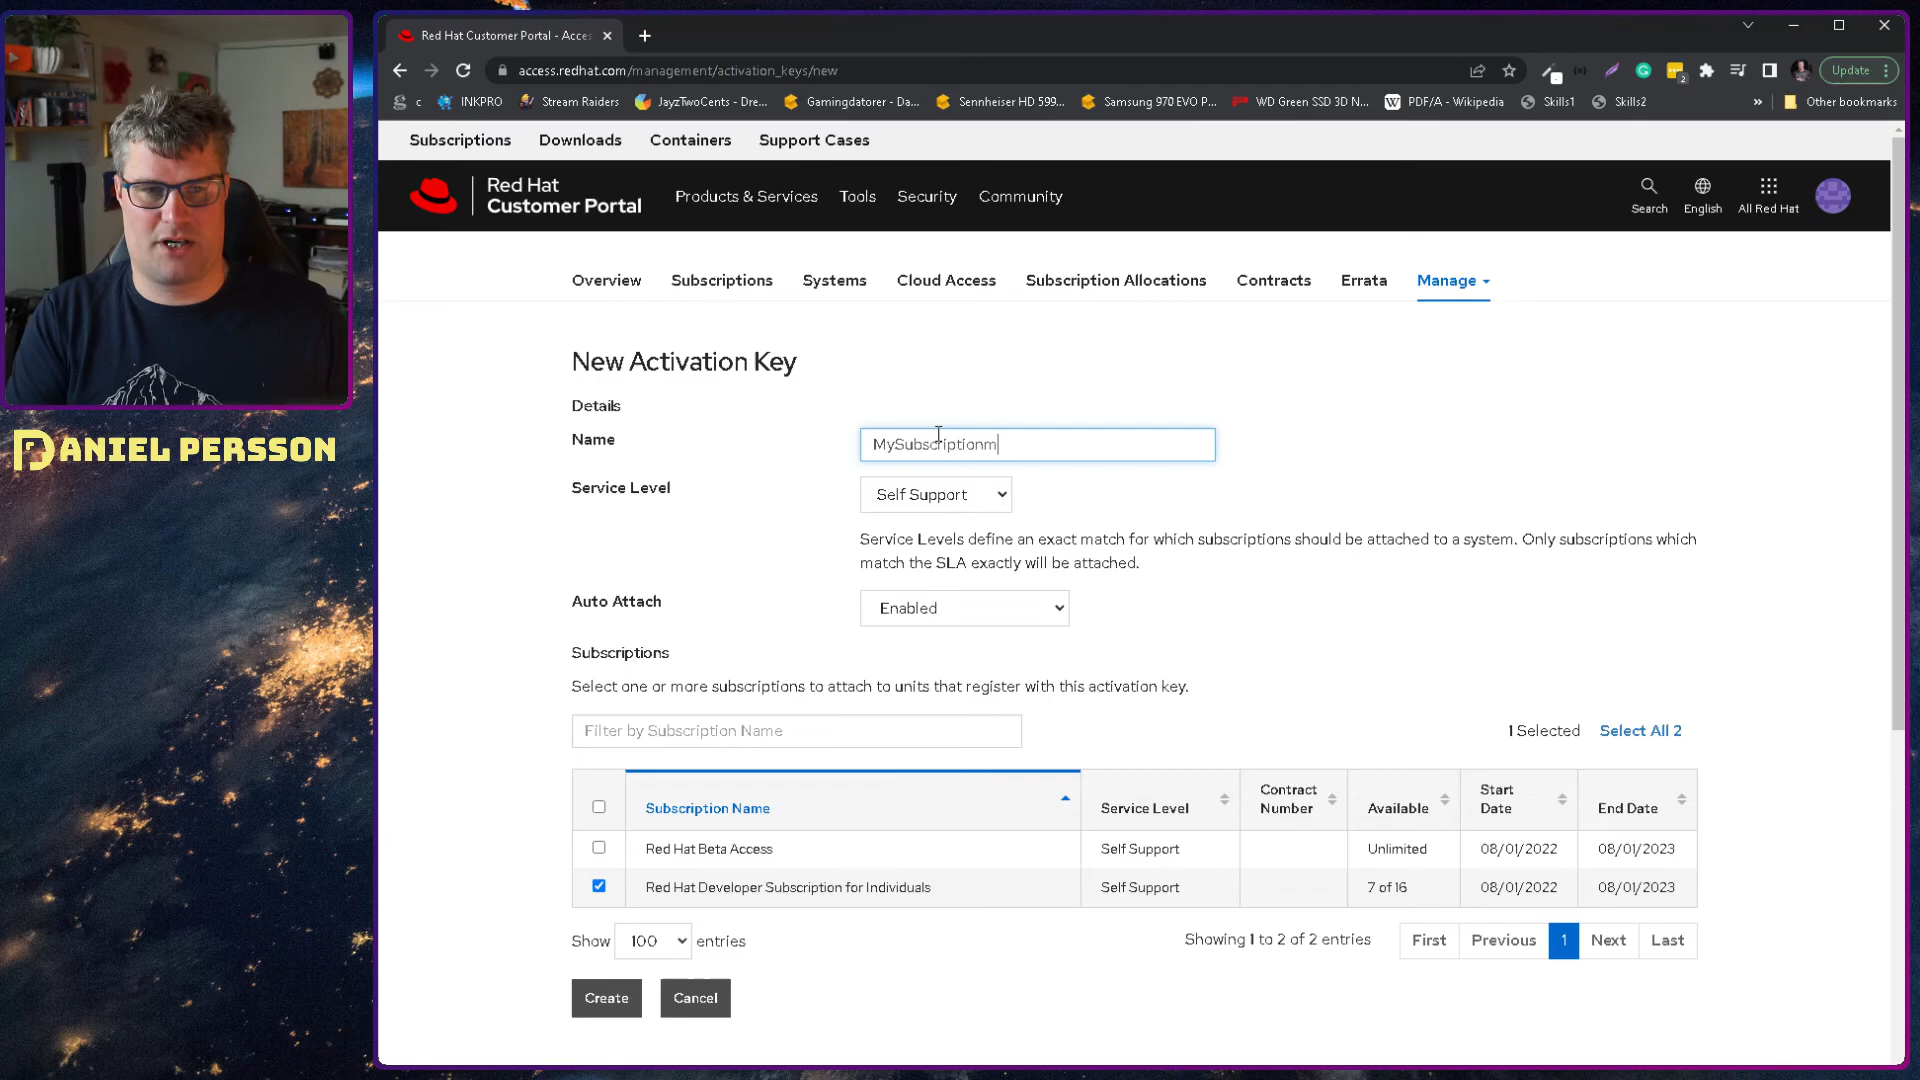 Red Hat Customer Portal - Acces
access.redhat.com/management/activation_keys/new
Update
c
INKPRO
Stream Raiders
JayzTwoCents - Dre...
Gamingdatorer - Da...
Sennheiser HD 599...
Samsung 970 EVO P...
WD Green SSD 3D N...
PDF/A - Wikipedia
Skills1
Skills2
»
Other bookmarks
Subscriptions
Downloads
Containers
Support Cases
Red Hat
Customer Portal
Products & Services
Tools
Security
Community
Search
English
All Red Hat
Overview
Subscriptions
Systems
Cloud Access
Subscription Allocations
Contracts
Errata
Manage
New Activation Key
Details
Name
MySubscriptionm
DANIEL PERSSON
Service Level
Self Support
Service Levels define an exact match for which subscriptions should be attached to a system. Only subscriptions which
match the SLA exactly will be attached.
Auto Attach
Enabled
Subscriptions
Select one or more subscriptions to attach to units that register with this activation key.
Filter by Subscription Name
1 Selected
Select All 2
Subscription Name
Service Level
Contract
Number
Available
Start
Date
End Date
Red Hat Beta Access
Self Support
Unlimited
08/01/2022
08/01/2023
Red Hat Developer Subscription for Individuals
Self Support
7 of 16
08/01/2022
08/01/2023
Show
100
entries
Showing 1 to 2 of 2 entries
First
Previous
1
Next
Last
Create
Cancel